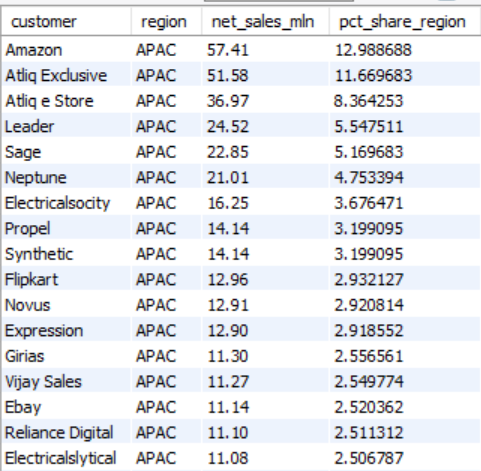 customer region net_sales_mln pct_share_region
Amazon APAC 57.41 12.988688
Atliq Exclusive APAC 51.58 11.669683
Atliq e Store APAC 36.97 8.364253
Leader APAC 24.52 5.547511
Sage APAC 22.85 5.169683
Neptune APAC 21.01 4.753394
Electricalsocity APAC 16.25 3.676471
Propel APAC 14.14 3.199095
Synthetic APAC 14.14 3.199095
Flipkart APAC 12.96 2.932127
Novus APAC 12.91 2.920814
Expression APAC 12.90 2.918552
Girias APAC 11.30 2.556561
Vijay Sales APAC 11.27 2.549774
Ebay APAC 11.14 2.520362
Reliance Digital APAC 11.10 2.511312
Electricalslytical APAC 11.08 2.506787